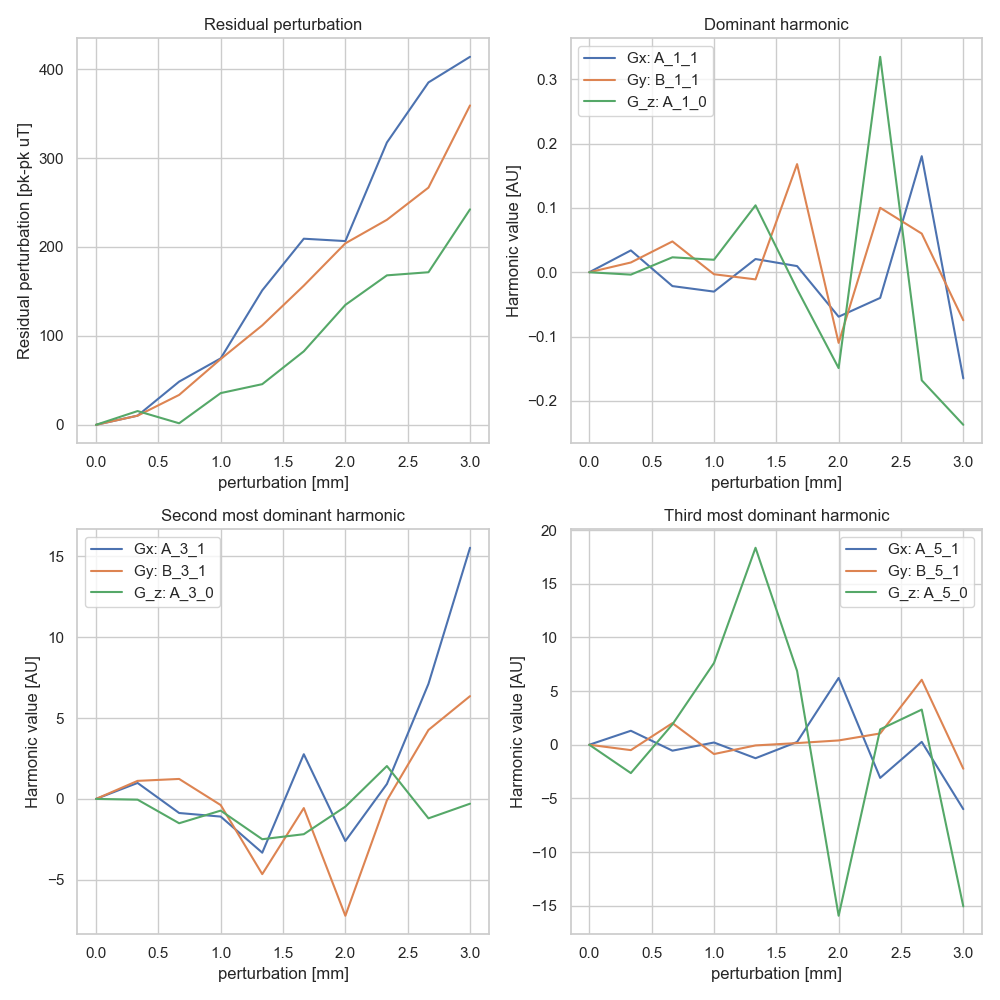 Residual perturbation
Residual perturbation [pk-pk uT]
400
300
200
100
0
0.0 0.5 1.0 1.5 2.0 2.5 3.0
perturbation [mm]
Dominant harmonic
Gx: A_1_1
Gy: B_1_1
G_z: A_1_0
Harmonic value [AU]
0.3
0.2
0.1
0.0
−0.1
−0.2
0.0 0.5 1.0 1.5 2.0 2.5 3.0
perturbation [mm]
Second most dominant harmonic
Gx: A_3_1
Gy: B_3_1
G_z: A_3_0
Harmonic value [AU]
15
10
5
0
−5
0.0 0.5 1.0 1.5 2.0 2.5 3.0
perturbation [mm]
Third most dominant harmonic
Gx: A_5_1
Gy: B_5_1
G_z: A_5_0
Harmonic value [AU]
20
15
10
5
0
−5
−10
−15
0.0 0.5 1.0 1.5 2.0 2.5 3.0
perturbation [mm]